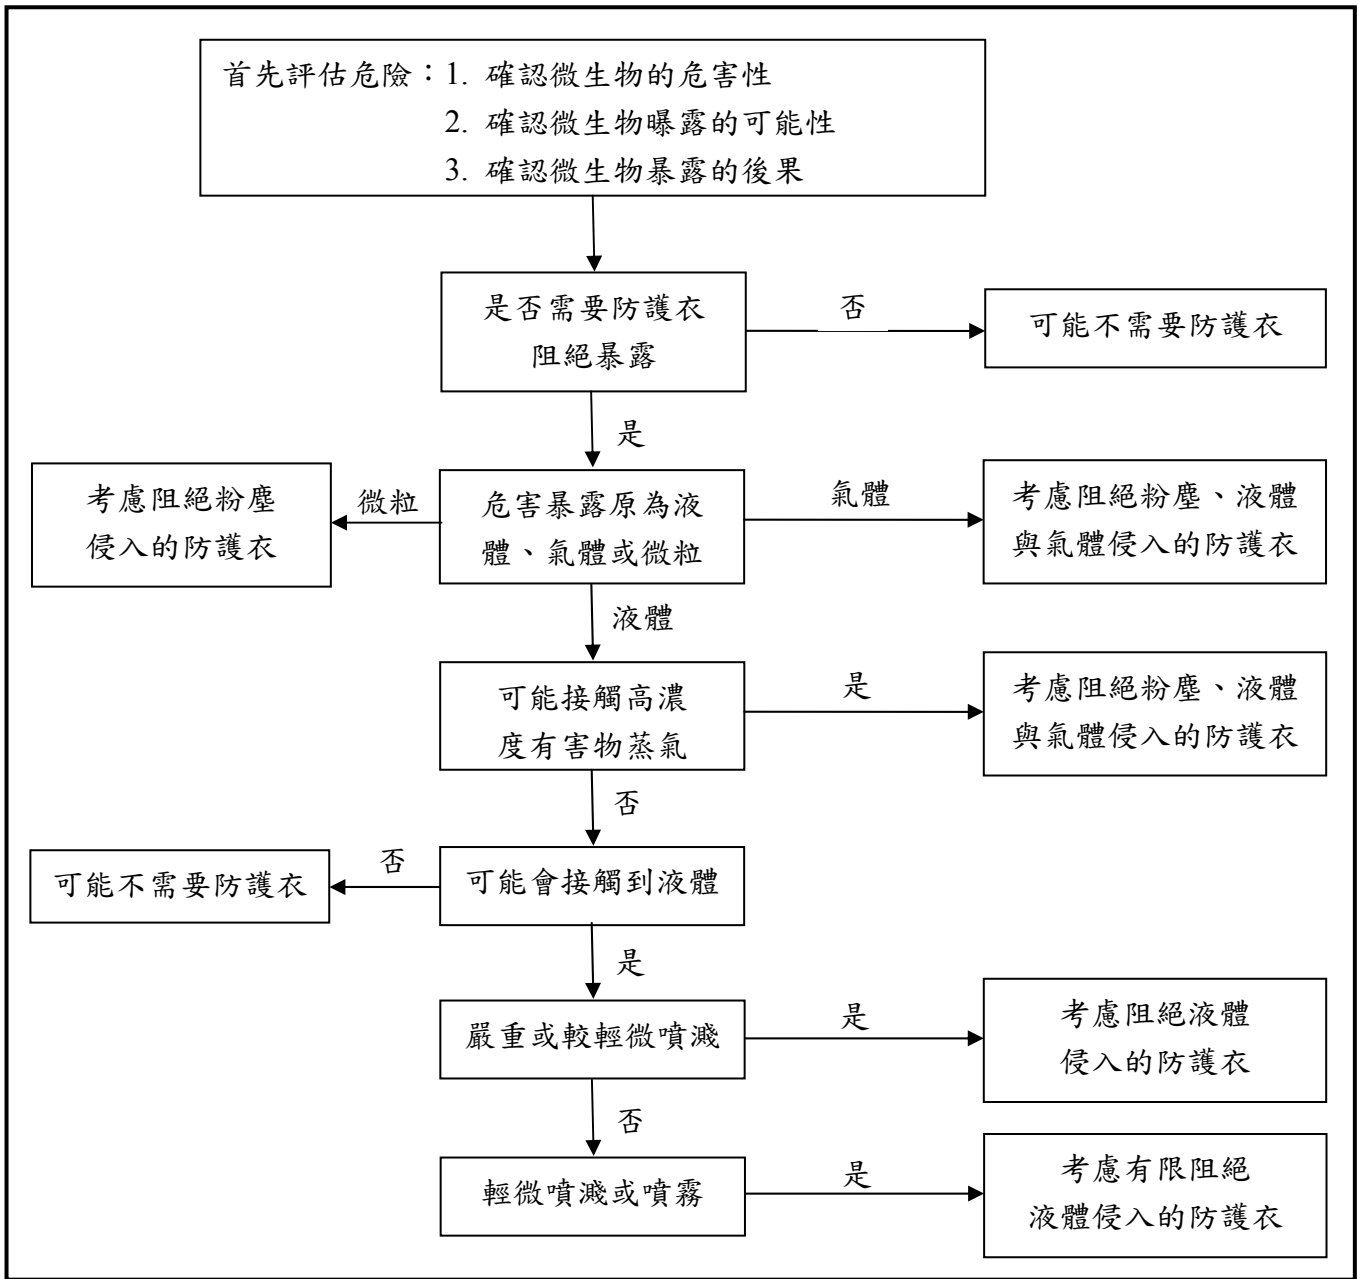 首先評估危險：1. 確認微生物的危害性
2. 確認微生物曝露的可能性
3. 確認微生物暴露的後果
是否需要防護衣
阻絕暴露
否
可能不需要防護衣
是
考慮阻絕粉塵
侵入的防護衣
微粒
危害暴露原為液
體、氣體或微粒
氣體
考慮阻絕粉塵、液體
與氣體侵入的防護衣
液體
可能接觸高濃
度有害物蒸氣
是
考慮阻絕粉塵、液體
與氣體侵入的防護衣
否
可能不需要防護衣
否
可能會接觸到液體
是
嚴重或較輕微噴濺
是
考慮阻絕液體
侵入的防護衣
否
輕微噴濺或噴霧
是
考慮有限阻絕
液體侵入的防護衣